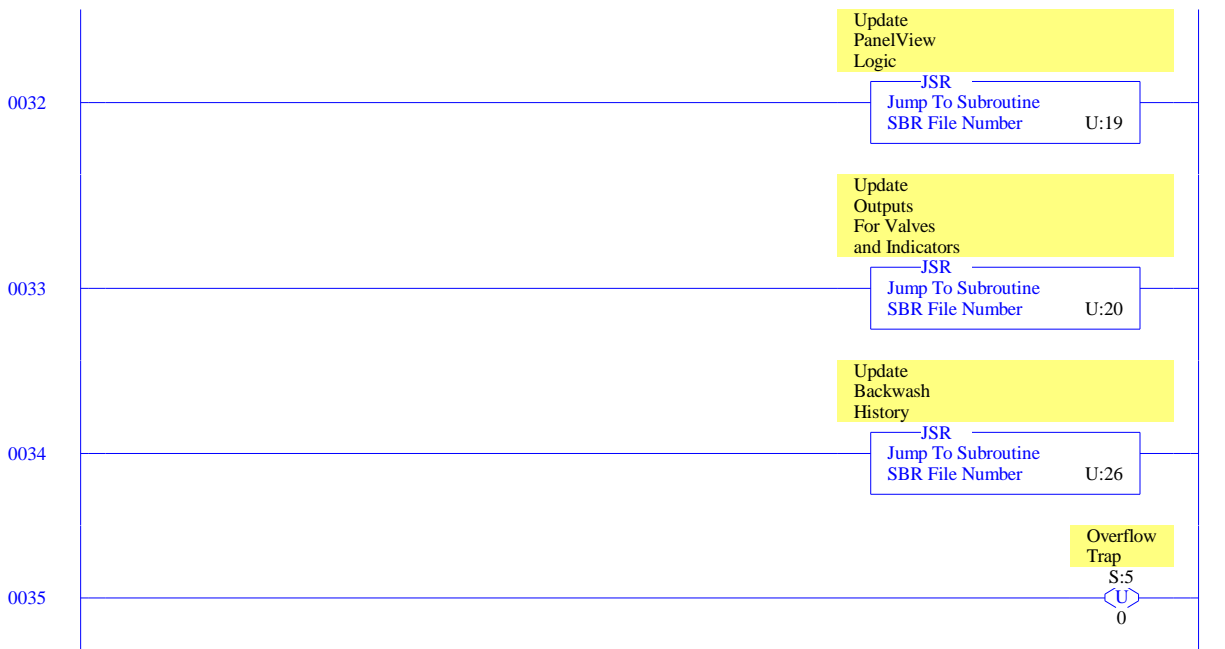 Update
PanelView
Logic
JSR
0032
Jump To Subroutine
SBR File Number U:19
Update
Outputs
For Valves
and Indicators
JSR
0033
Jump To Subroutine
SBR File Number U:20
Update
Backwash
History
JSR
0034
Jump To Subroutine
SBR File Number U:26
Overflow
Trap
S:5
0035
U
0